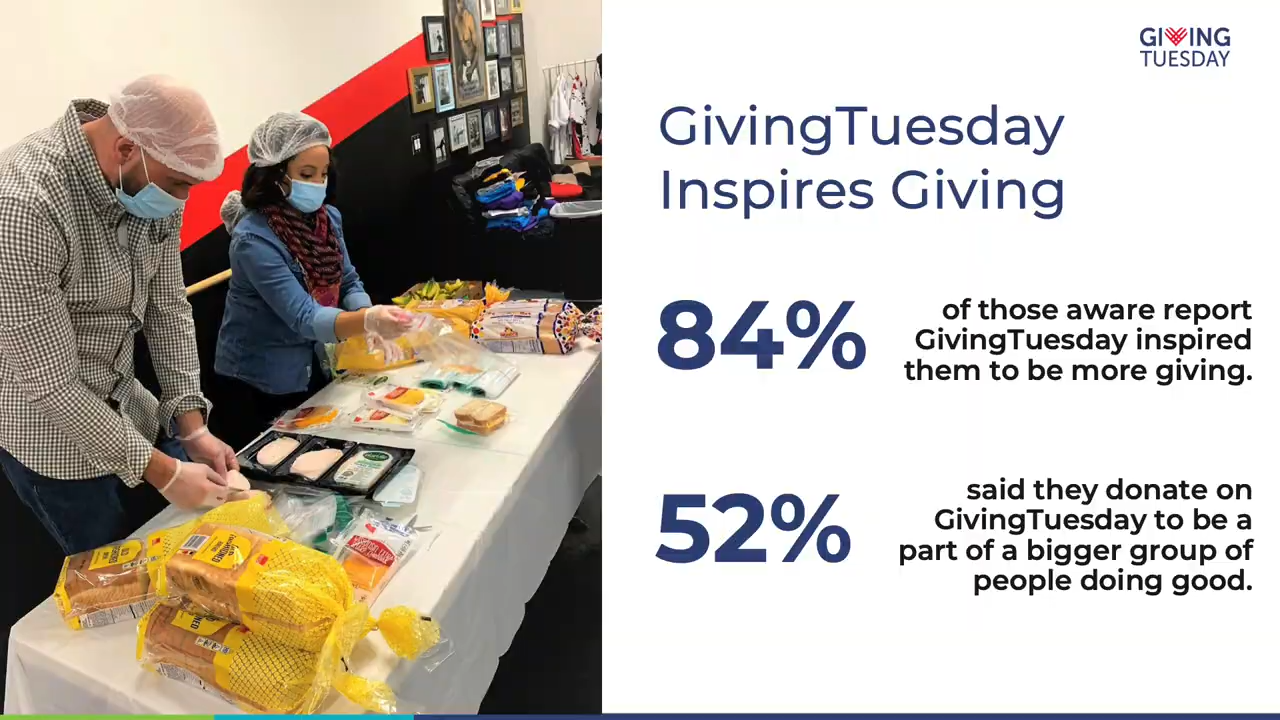 GIVING
TUESDAY
GivingTuesday
Inspires Giving
84%
of those aware report
GivingTuesday inspired
them to be more giving.
52%
said they donate on
GivingTuesday to be a
part of a bigger group of
people doing good.